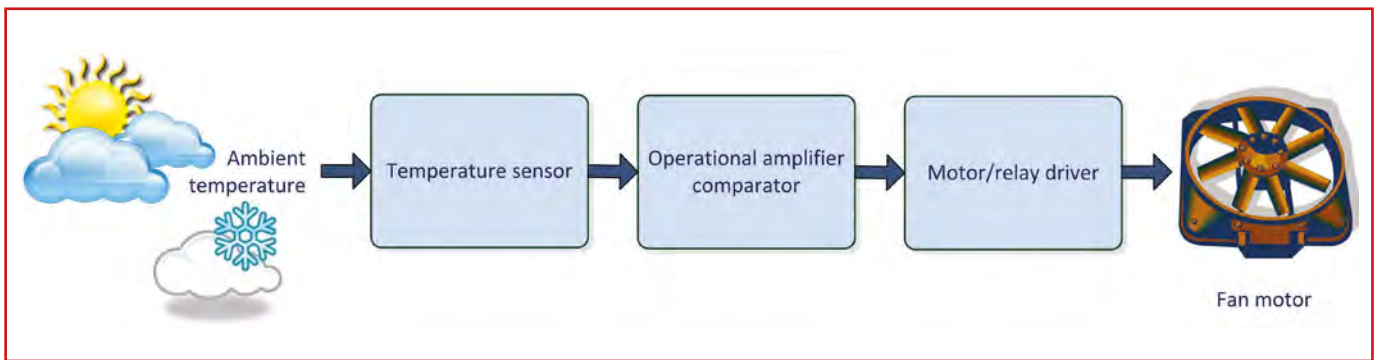 Ambient
temperature
Temperature sensor
Operational amplifier
comparator
Motor/relay driver
Fan motor